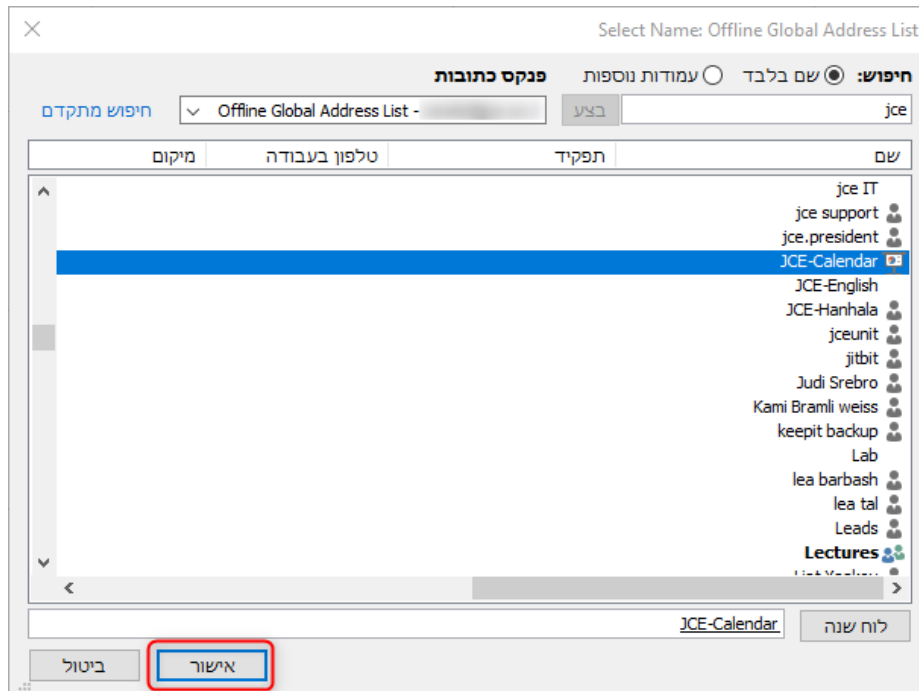 Select Name: Offline Global Address List
חיפוש: שם בלבד עמודות נוספות פנקס כתובות
jce בצע Offline Global Address List - חיפוש מתקדם
שם תפקיד טלפון בעבודה מיקום
jce IT
jce support
jce.president
JCE-Calendar
JCE-English
JCE-Hanhala
jceunit
jitbit
Judi Srebro
Kami Bramli weiss
keepit backup
Lab
lea barbash
lea tal
Leads
Lectures
לוח שנה JCE-Calendar
אישור ביטול